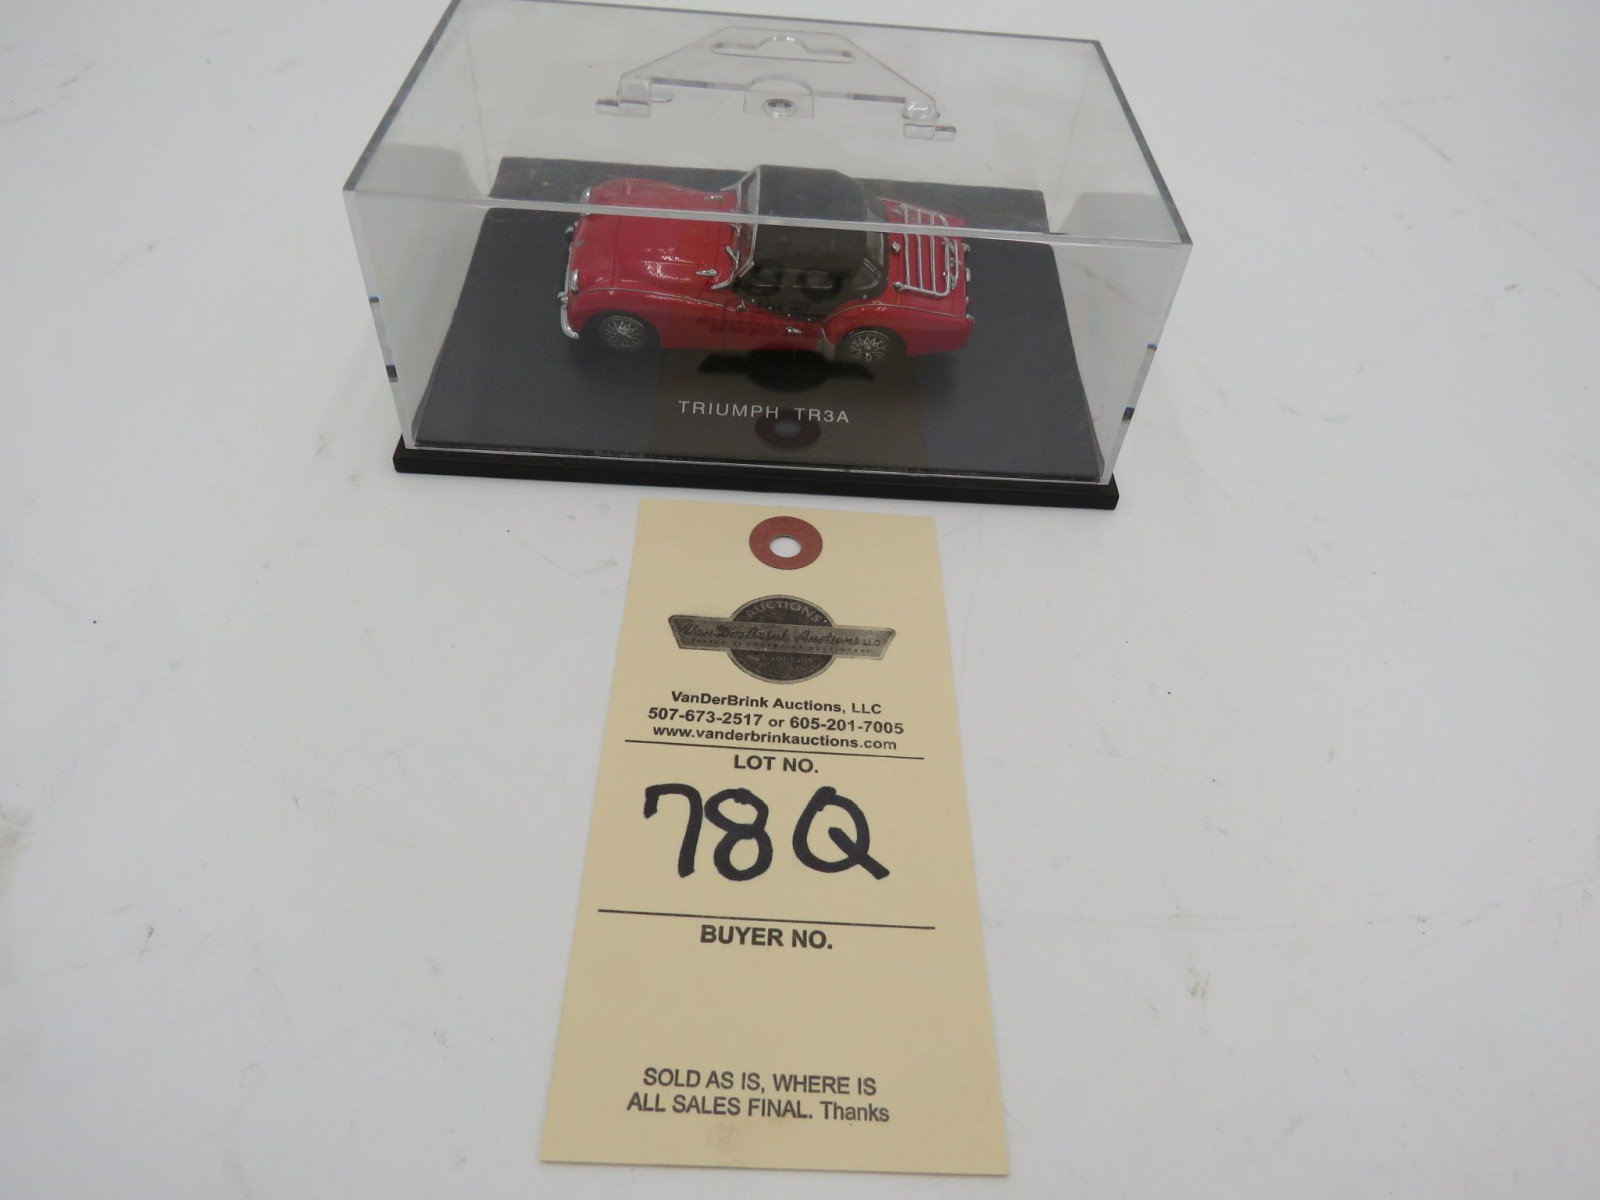 TRIUMPH TR3A
AUCTIONS
VanDerBrink Auctions LLC
VanDerBrink Auctions, LLC
507-673-2517 or 605-201-7005
www.vanderbrinkauctions.com
LOT NO.
78Q
BUYER NO.
SOLD AS IS, WHERE IS
ALL SALES FINAL. Thanks